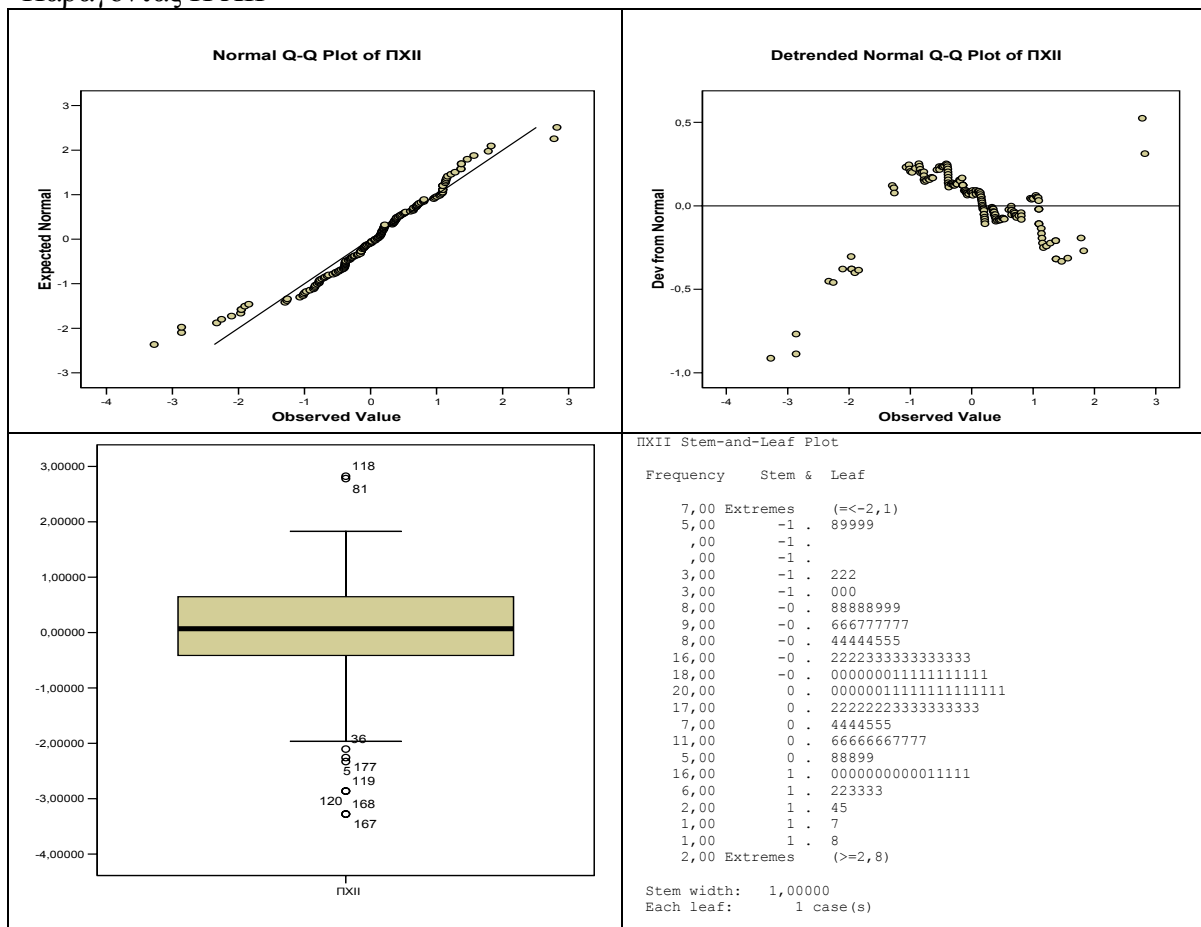 Normal Q-Q Plot of ΠΧΙΙ
Expected Normal
3
2
1
0
-1
-2
-3
-4 -3 -2 -1 0 1 2 3
Observed Value
Detrended Normal Q-Q Plot of ΠΧΙΙ
Dev from Normal
0,5
0,0
-0,5
-1,0
-4 -3 -2 -1 0 1 2 3
Observed Value
3,00000
2,00000
1,00000
0,00000
-1,00000
-2,00000
-3,00000
-4,00000
118
81
36
5 177
119
120 168
167
ΠΧΙΙ
ΠΧΙΙ Stem-and-Leaf Plot
Frequency Stem & Leaf
7,00 Extremes (=<-2,1)
5,00 -1 . 89999
,00 -1 .
,00 -1 .
3,00 -1 . 222
3,00 -1 . 000
8,00 -0 . 88888999
9,00 -0 . 666777777
8,00 -0 . 44444555
16,00 -0 . 2222333333333333
18,00 -0 . 000000011111111111
20,00 0 . 00000011111111111111
17,00 0 . 22222223333333333
7,00 0 . 4444555
11,00 0 . 66666667777
5,00 0 . 88899
16,00 1 . 0000000000011111
6,00 1 . 223333
2,00 1 . 45
1,00 1 . 7
1,00 1 . 8
2,00 Extremes (>=2,8)
Stem width: 1,00000
Each leaf: 1 case(s)